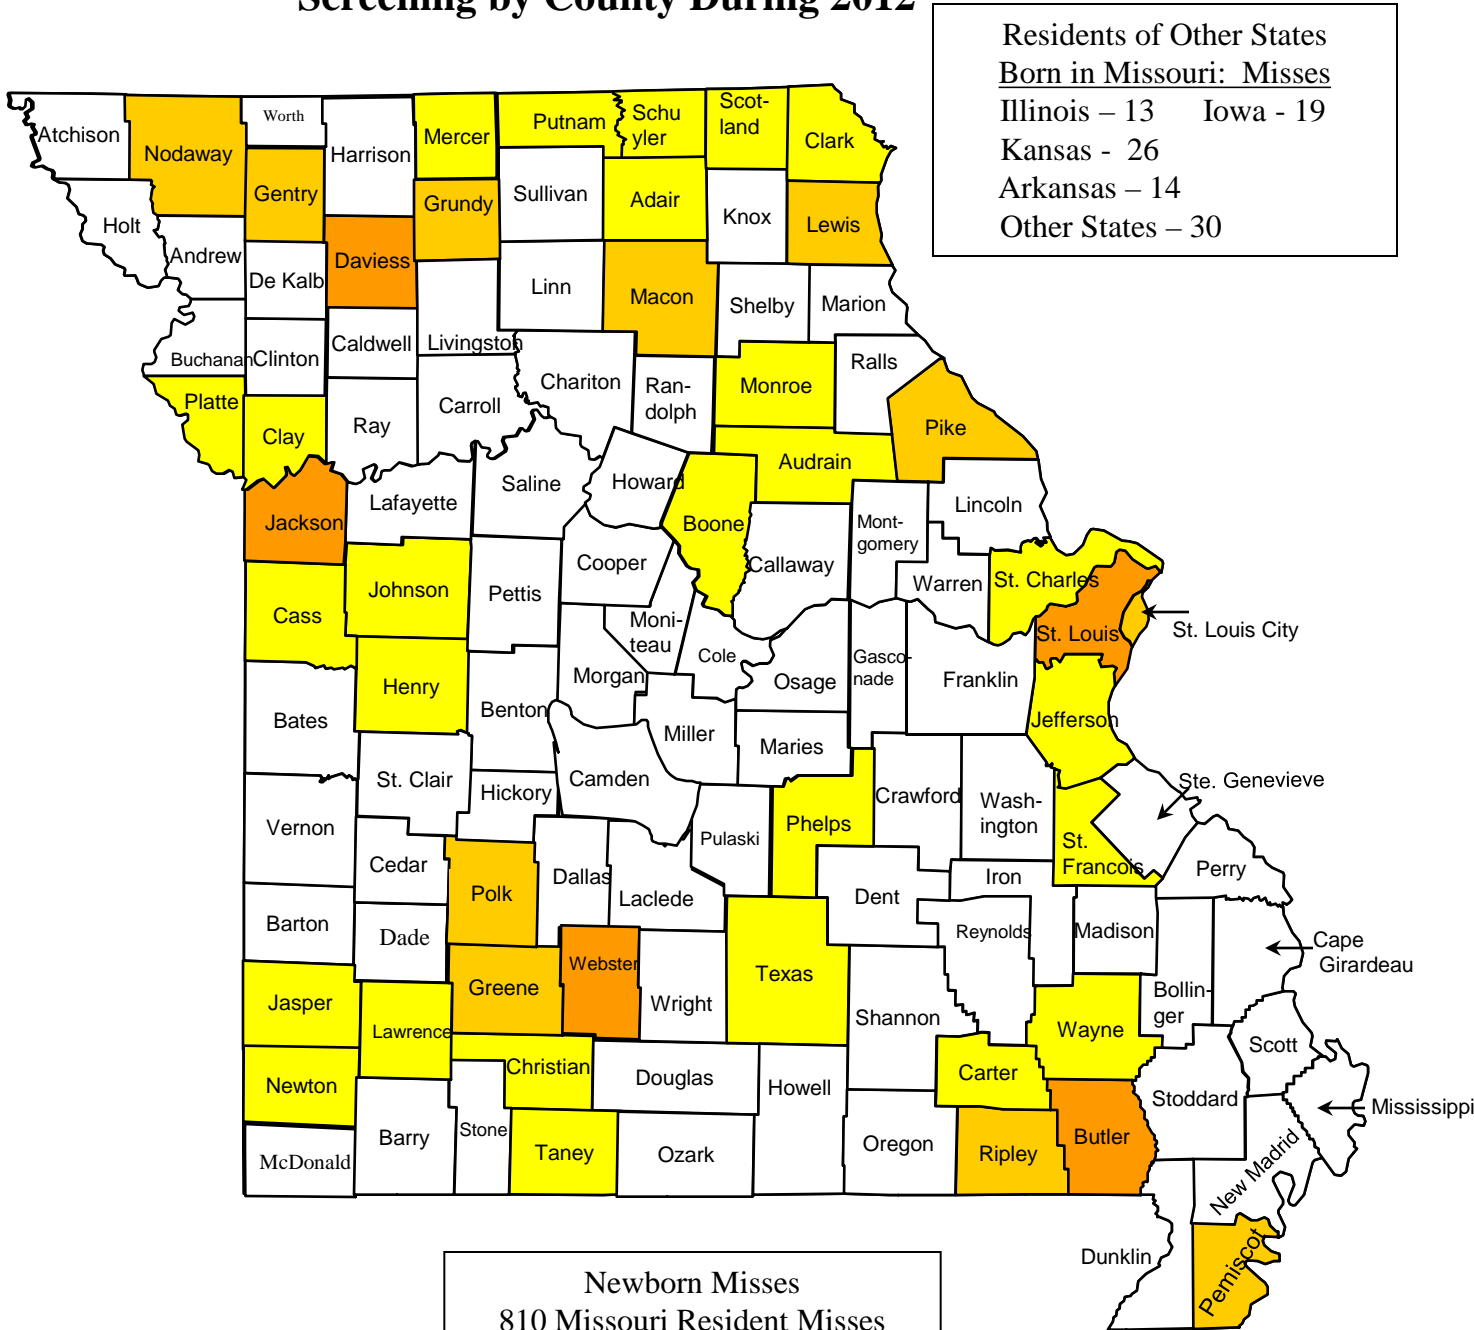 Screening by County During 2012
Residents of Other States
Born in Missouri: Misses
Illinois – 13 Iowa - 19
Kansas - 26
Arkansas – 14
Other States – 30
Atchison
Nodaway
Worth
Harrison
Mercer
Putnam
Schu
yler
Scot-
land
Clark
Gentry
Grundy
Sullivan
Adair
Knox
Lewis
Holt
Andrew
De Kalb
Daviess
Linn
Macon
Shelby
Marion
Buchanan
Clinton
Caldwell
Livingston
Chariton
Ran-
dolph
Monroe
Ralls
Pike
Platte
Clay
Ray
Carroll
Audrain
Jackson
Lafayette
Saline
Howard
Boone
Callaway
Mont-
gomery
Lincoln
Warren
St. Charles
Cass
Johnson
Pettis
Cooper
Moni-
teau
Cole
Osage
Gasco-
nade
Franklin
St. Louis
St. Louis City
Henry
Benton
Morgan
Miller
Maries
Jefferson
Bates
St. Clair
Hickory
Camden
Pulaski
Phelps
Crawford
Wash-
ington
Ste. Genevieve
St.
Francois
Perry
Vernon
Cedar
Polk
Dallas
Laclede
Dent
Iron
Barton
Dade
Reynolds
Madison
Cape
Girardeau
Jasper
Lawrence
Greene
Webster
Wright
Texas
Shannon
Wayne
Bollin-
ger
Scott
Newton
Christian
Douglas
Howell
Carter
Stoddard
Mississippi
McDonald
Barry
Stone
Taney
Ozark
Oregon
Ripley
Butler
New Madrid
Dunklin
Pemiscot
Newborn Misses
810 Missouri Resident Misses